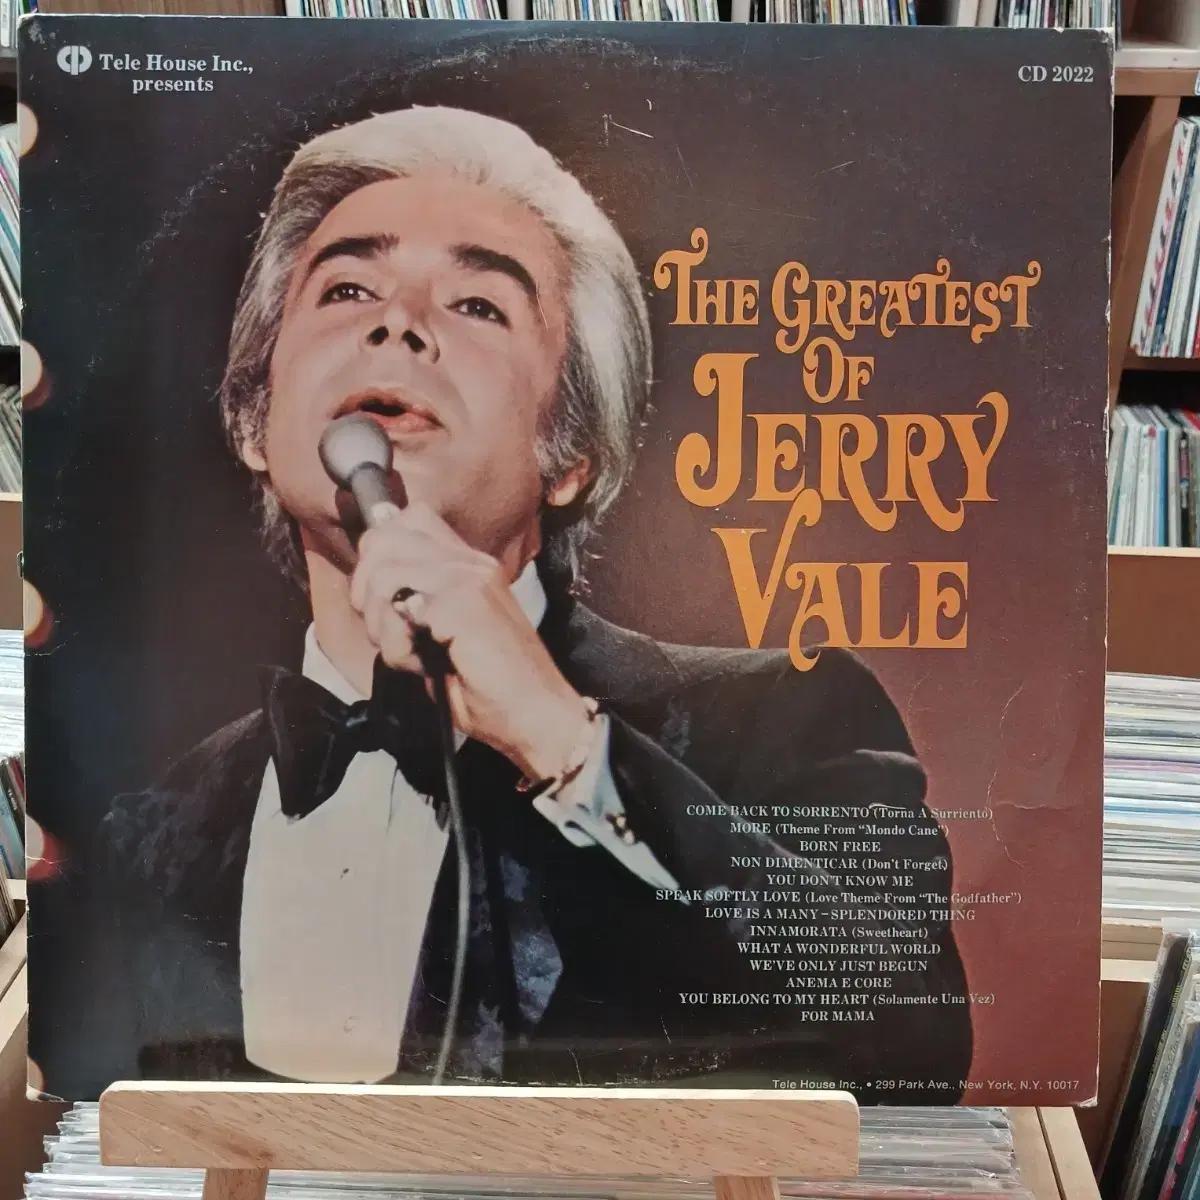 Tele House Inc.,
presents
CD 2022
THE GREATEST
OF
JERRY
VALE
COME BACK TO SORRENTO (Torna A Surriento)
MORE (Theme From "Mondo Cane")
BORN FREE
NON DIMENTICAR (Don't Forget)
YOU DON'T KNOW ME
SPEAK SOFTLY LOVE (Love Theme From "The Godfather")
LOVE IS A MANY-SPLENDORED THING
INNAMORATA (Sweetheart)
WHAT A WONDERFUL WORLD
WE'VE ONLY JUST BEGUN
ANEMA E CORE
YOU BELONG TO MY HEART (Solamente Una Vez)
FOR MAMA
Tele House Inc., • 299 Park Ave., New York, N.Y. 10017